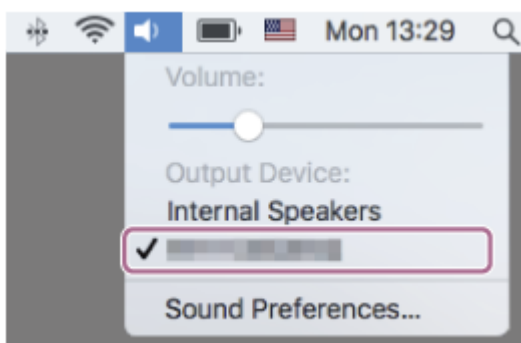 Mon 13:29
Volume:
Output Device:
Internal Speakers
Sound Preferences...